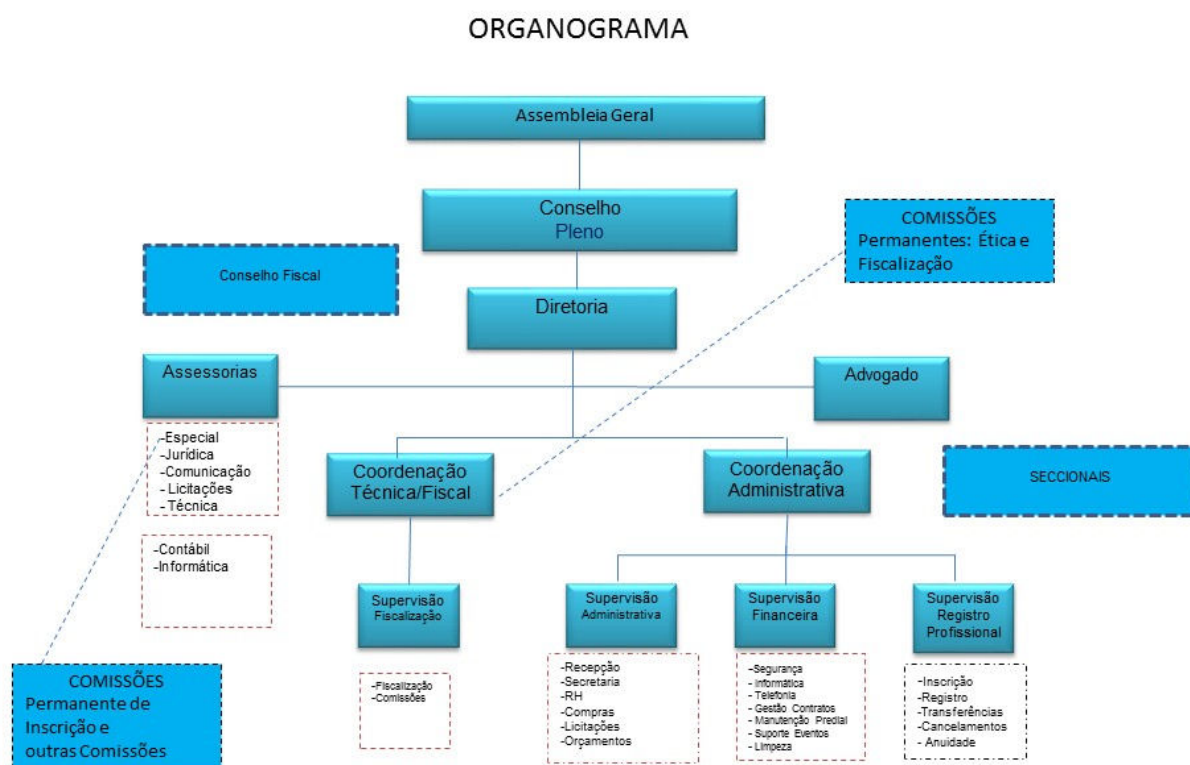 ORGANOGRAMA
Assembleia Geral
Conselho
Pleno
COMISSÕES
Permanentes: Ética e
Fiscalização
Conselho Fiscal
Diretoria
Assessorias
Advogado
-Especial
-Jurídica
-Comunicação
-Licitações
- Técnica
-Contábil
-Informática
Coordenação
Técnica/Fiscal
Coordenação
Administrativa
SECCIONAIS
Supervisão
Fiscalização
Supervisão
Administrativa
Supervisão
Financeira
Supervisão
Registro
Profissional
COMISSÕES
Permanente de
Inscrição e
outras Comissões
-Fiscalização
-Comissões
-Recepção
-Secretaria
-RH
-Compras
-Licitações
-Orçamentos
-Segurança
-Informática
- Telefonia
- Gestão Contratos
- Manutenção Predial
- Suporte Eventos
- Limpeza
-Inscrição
-Registro
-Transferências
-Cancelamentos
- Anuidade